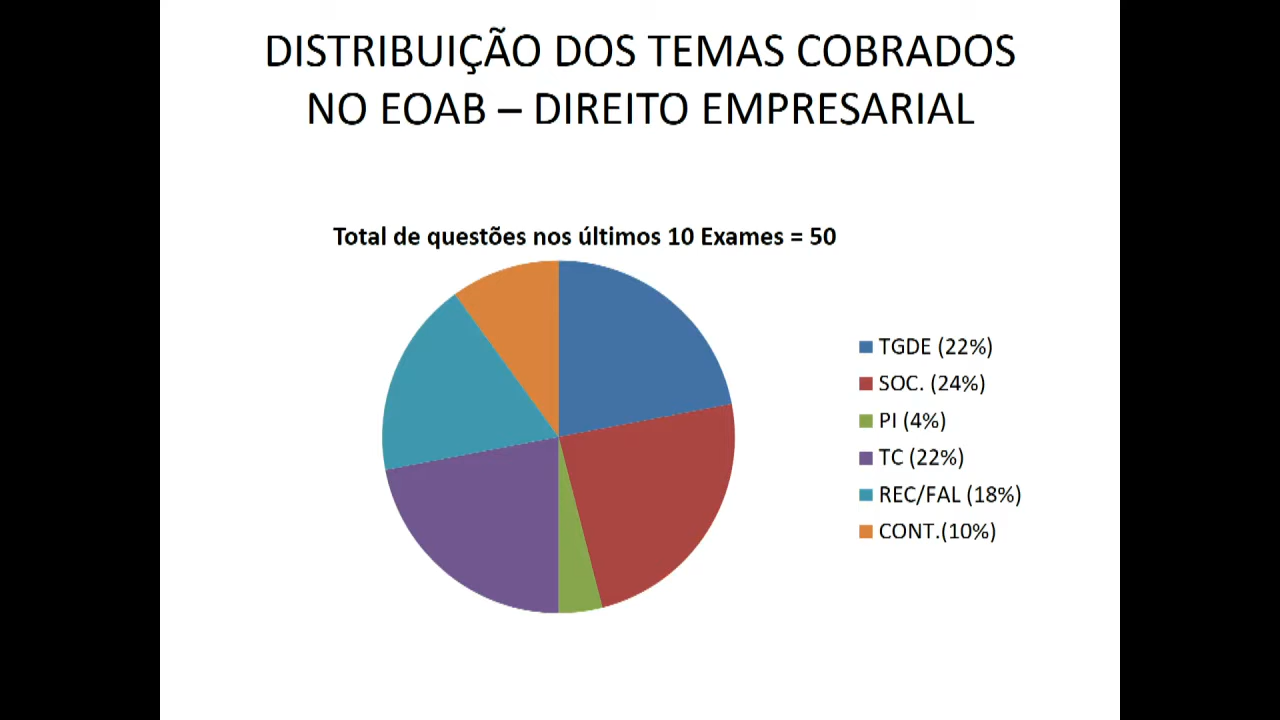 DISTRIBUIÇÃO DOS TEMAS COBRADOS
NO EOAB – DIREITO EMPRESARIAL
Total de questões nos últimos 10 Exames = 50
TGDE (22%)
SOC. (24%)
PI (4%)
TC (22%)
REC/FAL (18%)
CONT.(10%)